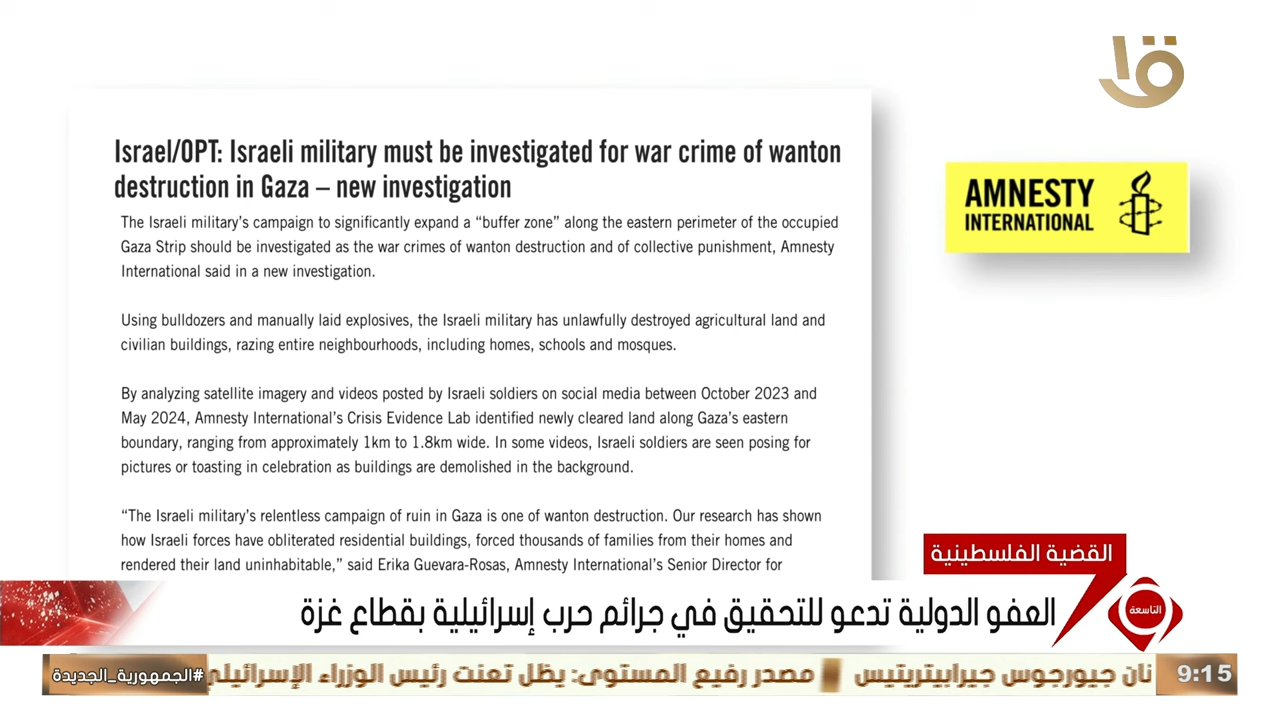 Israel/OPT: Israeli military must be investigated for war crime of wanton
destruction in Gaza – new investigation
The Israeli military's campaign to significantly expand a “buffer zone” along the eastern perimeter of the occupied
Gaza Strip should be investigated as the war crimes of wanton destruction and of collective punishment, Amnesty
International said in a new investigation.
Using bulldozers and manually laid explosives, the Israeli military has unlawfully destroyed agricultural land and
civilian buildings, razing entire neighbourhoods, including homes, schools and mosques.
By analyzing satellite imagery and videos posted by Israeli soldiers on social media between October 2023 and
May 2024, Amnesty International's Crisis Evidence Lab identified newly cleared land along Gaza's eastern
boundary, ranging from approximately 1km to 1.8km wide. In some videos, Israeli soldiers are seen posing for
pictures or toasting in celebration as buildings are demolished in the background.
“The Israeli military's relentless campaign of ruin in Gaza is one of wanton destruction. Our research has shown
how Israeli forces have obliterated residential buildings, forced thousands of families from their homes and
rendered their land uninhabitable,” said Erika Guevara-Rosas, Amnesty International's Senior Director for
AMNESTY
INTERNATIONAL
القضية الفلسطينية
العفو الدولية تدعو للتحقيق في جرائم حرب إسرائيلية بقطاع غزة
التاسعة
9:15
نان جيورجوس جيرابيتريتيس
مصدر رفيع المستوى: يظل تعنت رئيس الوزراء الإسرائيلي
#الجمهورية_الجديدة